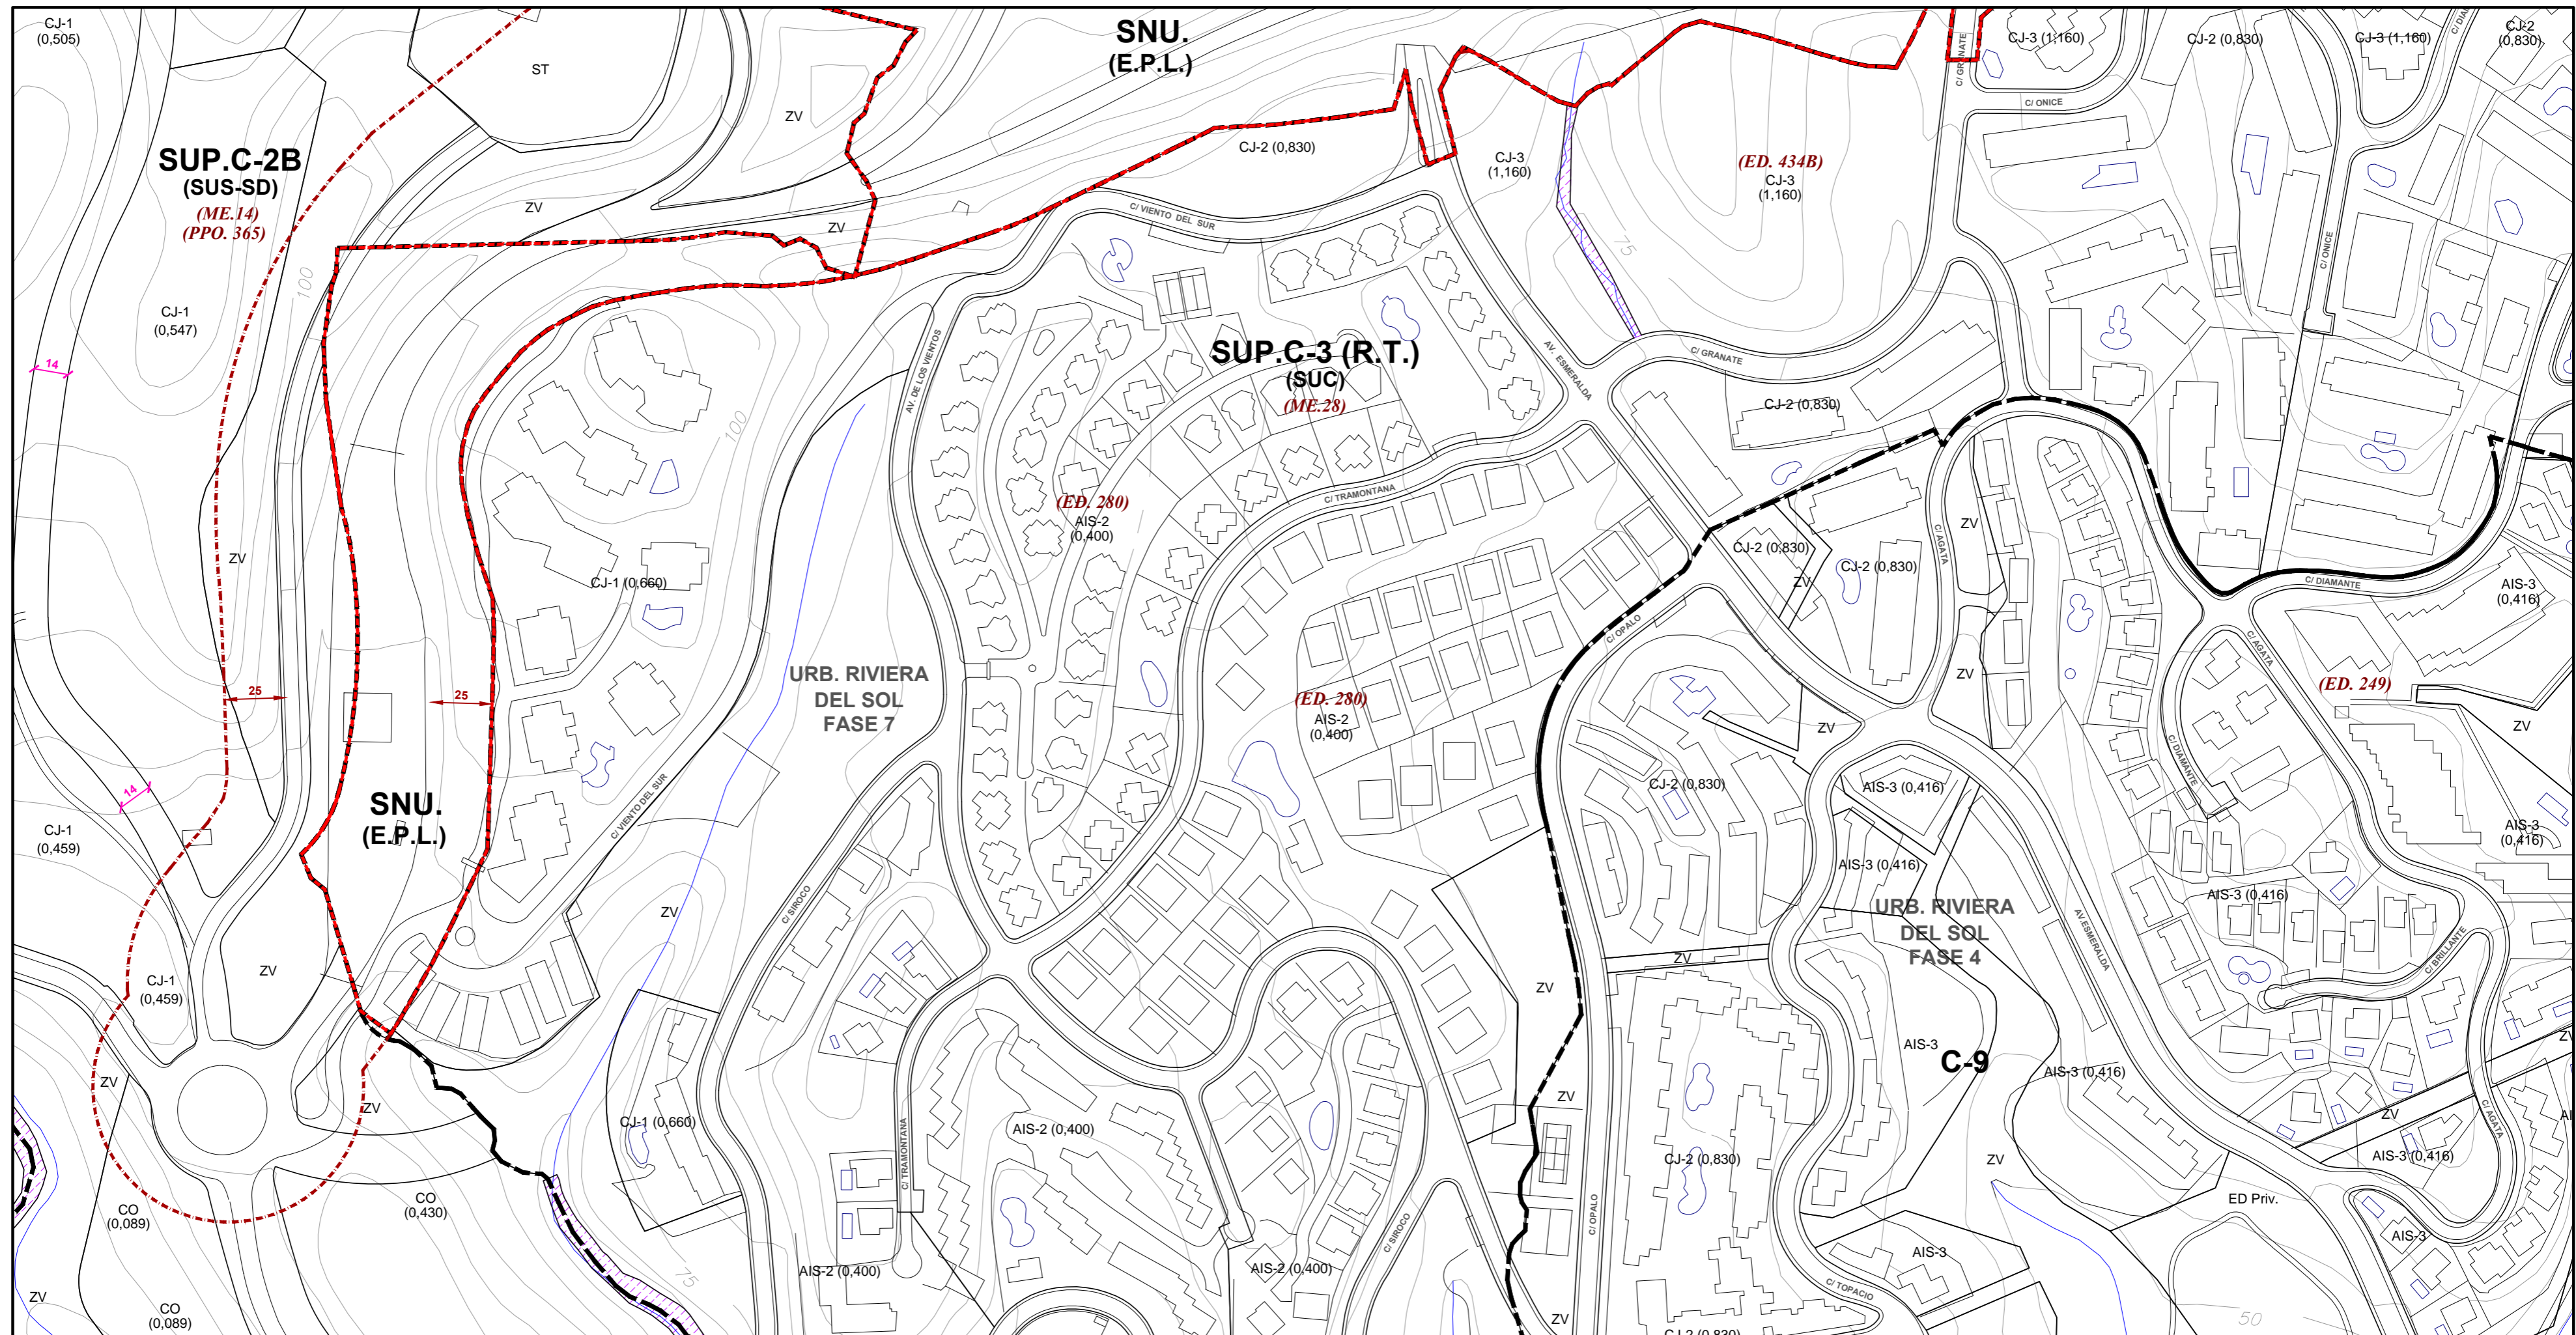 CJ-1
(0,505)
ST
SNU.
(E.P.L.)
C/ GRANATE
CJ-3 (1,160)
CJ-2 (0,830)
CJ-3 (1,160)
CJ-2
(0,830)
C/ ONICE
ZV
SUP.C-2B
(SUS-SD)
(ME.14)
(PPO. 365)
ZV
ZV
CJ-2 (0,830)
CJ-3
(1,160)
(ED. 434B)
CJ-3
(1,160)
C/ VIENTO DEL SUR
75
C/ ONICE
100
CJ-1
(0,547)
14
AV. DE LOS VIENTOS
SUP.C-3 (R.T.)
(SUC)
(ME.28)
AV. ESMERALDA
C/ GRANATE
CJ-2 (0,830)
100
(ED. 280)
AIS-2
(0,400)
C/ TRAMONTANA
ZV
CJ-1 (0,660)
CJ-2 (0,830)
ZV
CJ-2 (0,830)
C/ AGATA
ZV
C/ DIAMANTE
AIS-3
(0,416)
C/ OPALO
C/ AGATA
25
25
URB. RIVIERA
DEL SOL
FASE 7
(ED. 280)
AIS-2
(0,400)
ZV
ZV
(ED. 249)
ZV
14
SNU.
(E.P.L.)
C/ VIENTO DEL SUR
CJ-2 (0,830)
AIS-3 (0,416)
C/ DIAMANTE
CJ-1
(0,459)
AIS-3
(0,416)
AIS-3 (0,416)
C/ SIROCO
ZV
URB. RIVIERA
DEL SOL
FASE 4
AIS-3 (0,416)
AV.ESMERALDA
C/ BRILLANTE
ZV
ZV
CJ-1
(0,459)
ZV
AIS-3
C-9
AIS-3 (0,416)
ZV
ZV
ZV
ZV
ZV
CJ-1 (0,660)
C/ TRAMONTANA
AIS-2 (0,400)
CJ-2 (0,830)
C/ AGATA
AIS-3 (0,416)
ZV
CO
(0,089)
CO
(0,430)
ED Priv.
C/ OPALO
C/ SIROCO
AIS-3
AIS-3
75
AIS-2 (0,400)
AIS-2 (0,400)
C/ TOPACIO
ZV
CO
(0,089)
ZV
CJ-2 (0,830)
50